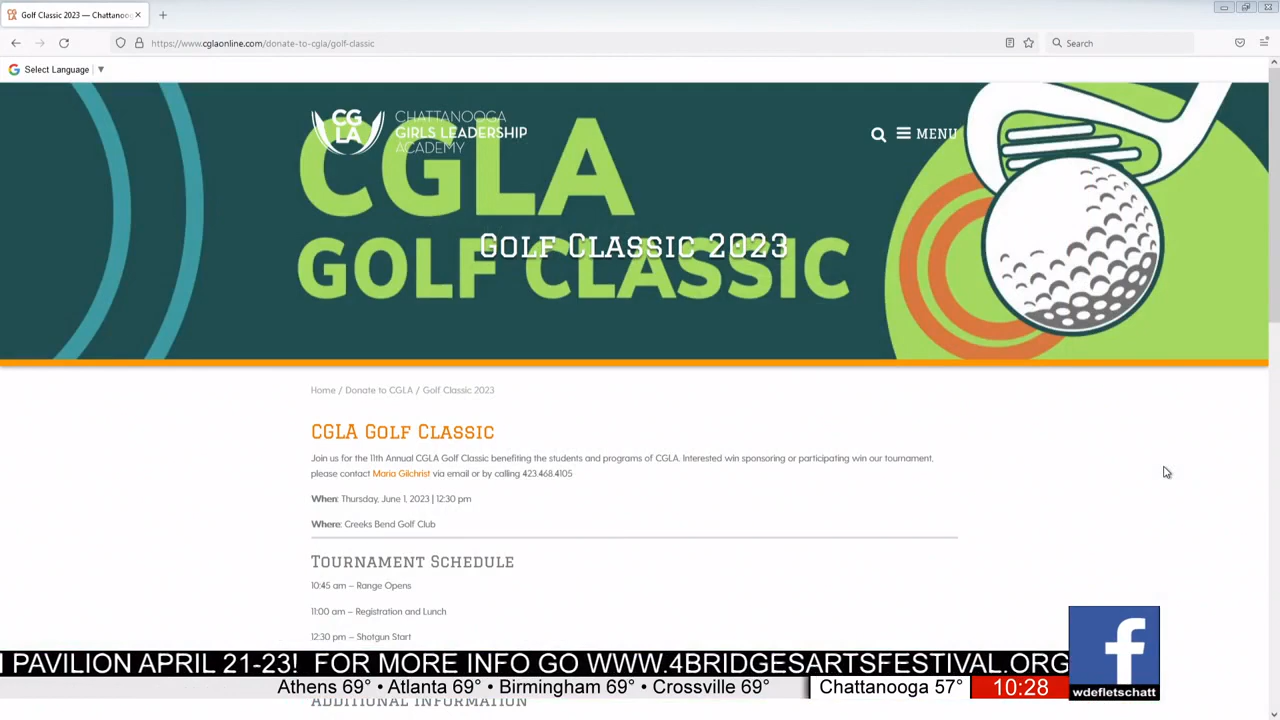 Golf Classic 2023 — Chattanoog
https://www.cglaonline.com/donate-to-cgla/golf-classic
Search
Select Language
CGLA
CHATTANOOGA
GIRLS LEADERSHIP
ACADEMY
MENU
CGLA
GOLF CLASSIC
Golf Classic 2023
Home / Donate to CGLA / Golf Classic 2023
CGLA Golf Classic
Join us for the 11th Annual CGLA Golf Classic benefiting the students and programs of CGLA. Interested win sponsoring or participating win our tournament,
please contact Maria Gilchrist via email or by calling 423.468.4105
When: Thursday, June 1, 2023 | 12:30 pm
Where: Creeks Bend Golf Club
Tournament Schedule
10:45 am – Range Opens
11:00 am – Registration and Lunch
12:30 pm – Shotgun Start
PAVILION APRIL 21-23! FOR MORE INFO GO WWW.4BRIDGESARTSFESTIVAL.ORG
Athens 69° • Atlanta 69° • Birmingham 69° • Crossville 69°
Chattanooga 57°
10:28
f
wdefletschatt
Additional Information